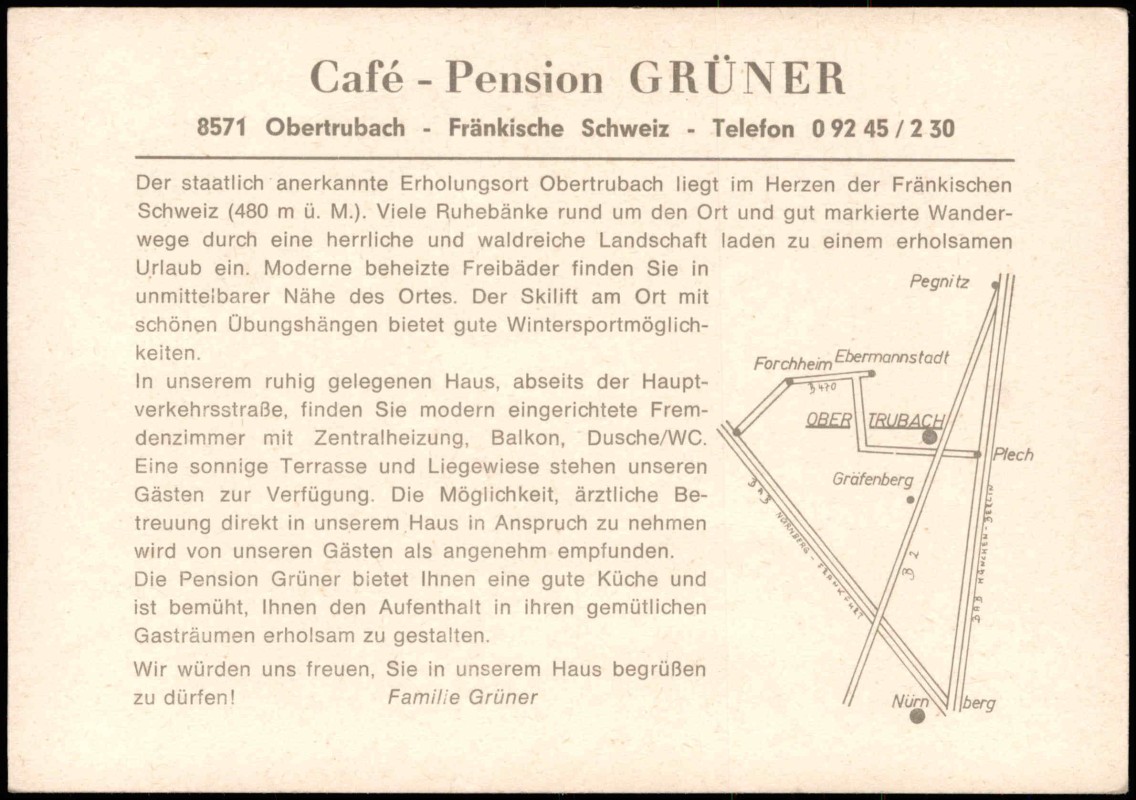 Café - Pension GRÜNER
8571 Obertrubach - Fränkische Schweiz - Telefon 0 92 45 / 2 30
Der staatlich anerkannte Erholungsort Obertrubach liegt im Herzen der Fränkischen
Schweiz (480 m ü. M.). Viele Ruhebänke rund um den Ort und gut markierte Wander-
wege durch eine herrliche und waldreiche Landschaft laden zu einem erholsamen
Urlaub ein. Moderne beheizte Freibäder finden Sie in
unmittelbarer Nähe des Ortes. Der Skilift am Ort mit
schönen Übungshängen bietet gute Wintersportmöglich-
keiten.
In unserem ruhig gelegenen Haus, abseits der Haupt-
verkehrsstraße, finden Sie modern eingerichtete Frem-
denzimmer mit Zentralheizung, Balkon, Dusche/WC.
Eine sonnige Terrasse und Liegewiese stehen unseren
Gästen zur Verfügung. Die Möglichkeit, ärztliche Be-
treuung direkt in unserem Haus in Anspruch zu nehmen
wird von unseren Gästen als angenehm empfunden.
Die Pension Grüner bietet Ihnen eine gute Küche und
ist bemüht, Ihnen den Aufenthalt in ihren gemütlichen
Gasträumen erholsam zu gestalten.
Wir würden uns freuen, Sie in unserem Haus begrüßen
zu dürfen! Familie Grüner
Pegnitz
Forchheim Ebermannstadt
B 470
OBER TRUBACH
Plech
Gräfenberg
BAB NÜRNBERG - FRANKFURT
B 2
BAB MÜNCHEN - BERLIN
Nürn berg